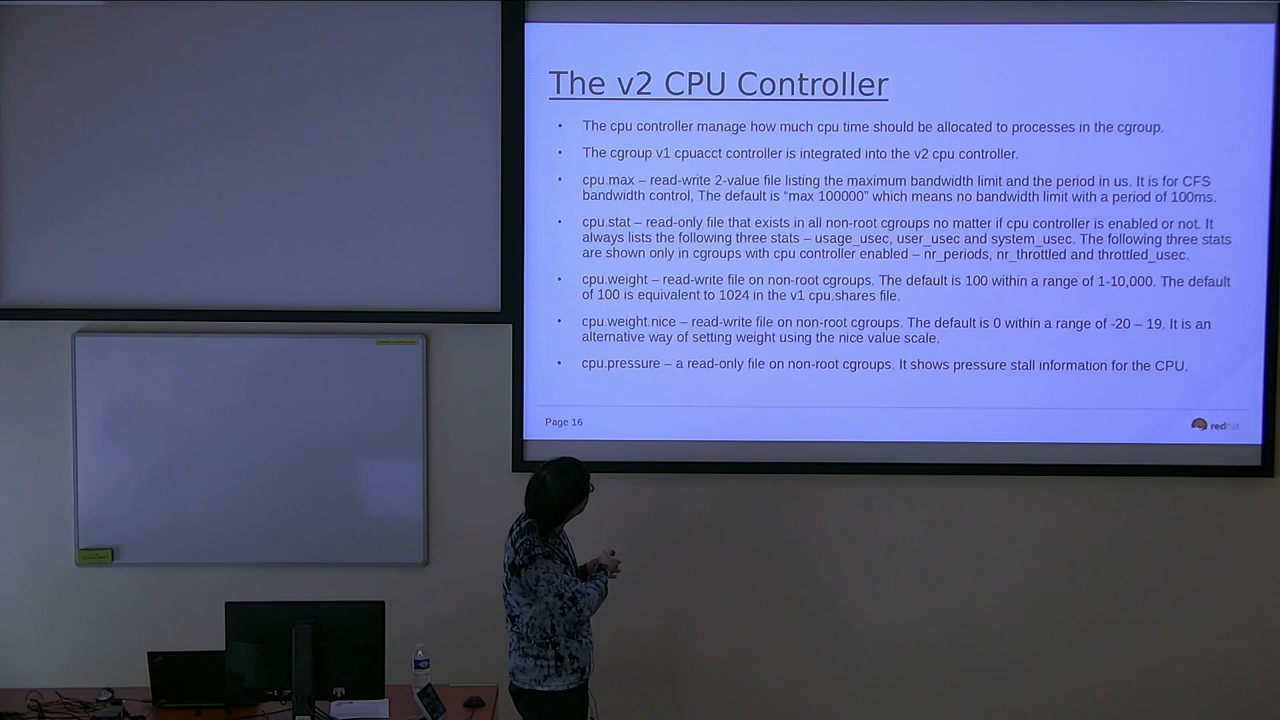 The v2 CPU Controller
• The cpu controller manage how much cpu time should be allocated to processes in the cgroup.
• The cgroup v1 cpuacct controller is integrated into the v2 cpu controller.
• cpu.max – read-write 2-value file listing the maximum bandwidth limit and the period in us. It is for CFS
bandwidth control, The default is “max 100000” which means no bandwidth limit with a period of 100ms.
• cpu.stat – read-only file that exists in all non-root cgroups no matter if cpu controller is enabled or not. It
always lists the following three stats – usage_usec, user_usec and system_usec. The following three stats
are shown only in cgroups with cpu controller enabled – nr_periods, nr_throttled and throttled_usec.
• cpu.weight – read-write file on non-root cgroups. The default is 100 within a range of 1-10,000. The default
of 100 is equivalent to 1024 in the v1 cpu.shares file.
• cpu.weight.nice – read-write file on non-root cgroups. The default is 0 within a range of -20 – 19. It is an
alternative way of setting weight using the nice value scale.
• cpu.pressure – a read-only file on non-root cgroups. It shows pressure stall information for the CPU.
Page 16
redhat